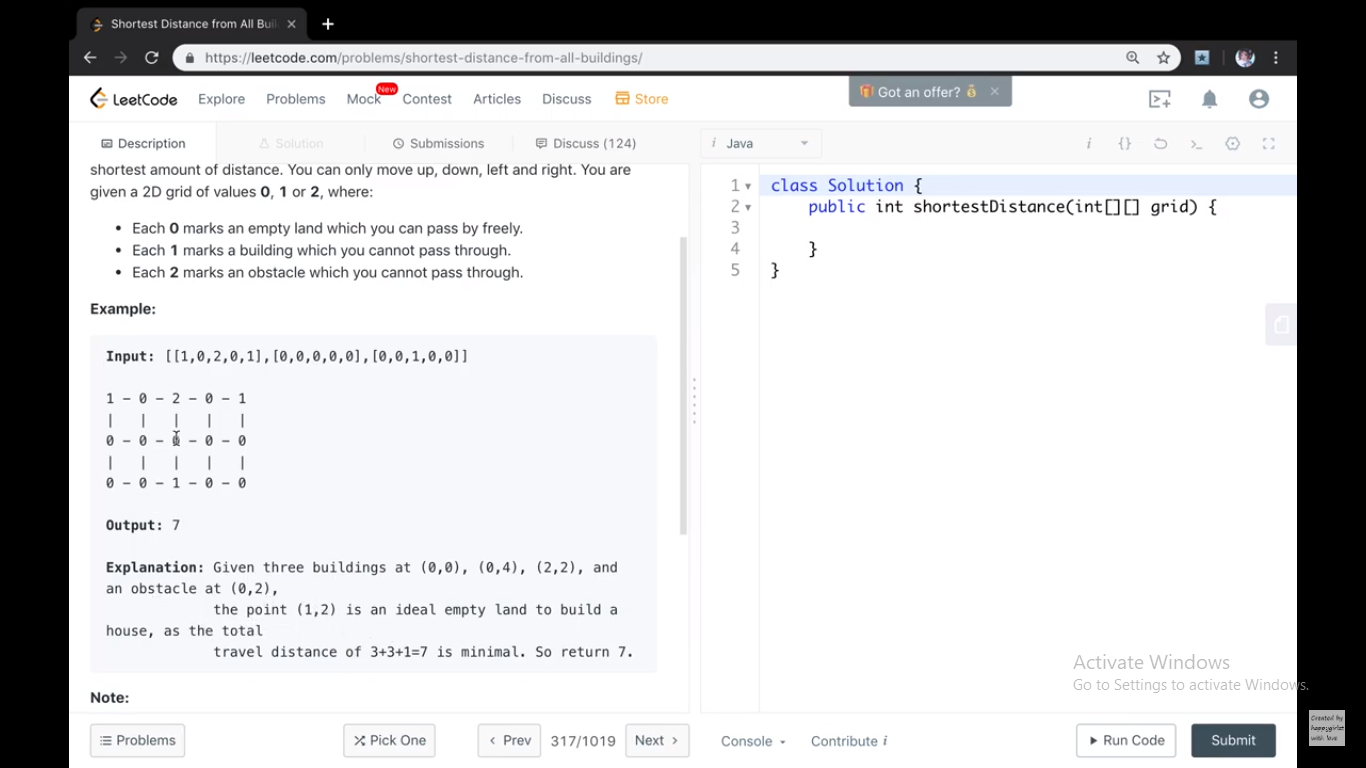 Shortest Distance from All Buil
https://leetcode.com/problems/shortest-distance-from-all-buildings/
LeetCode Explore Problems Mock New Contest Articles Discuss Store
Got an offer?
Description Solution Submissions Discuss (124)
i Java
shortest amount of distance. You can only move up, down, left and right. You are
given a 2D grid of values 0, 1 or 2, where:
• Each 0 marks an empty land which you can pass by freely.
• Each 1 marks a building which you cannot pass through.
• Each 2 marks an obstacle which you cannot pass through.
Example:
Input: [[1,0,2,0,1],[0,0,0,0,0],[0,0,1,0,0]]
1 - 0 - 2 - 0 - 1
|   |   |   |   |
0 - 0 - 0 - 0 - 0
|   |   |   |   |
0 - 0 - 1 - 0 - 0
Output: 7
Explanation: Given three buildings at (0,0), (0,4), (2,2), and
an obstacle at (0,2),
the point (1,2) is an ideal empty land to build a
house, as the total
travel distance of 3+3+1=7 is minimal. So return 7.
Note:
1 class Solution {
2 public int shortestDistance(int[][] grid) {
3
4 }
5 }
Activate Windows
Go to Settings to activate Windows.
Problems Pick One < Prev 317/1019 Next > Console Contribute i Run Code Submit
Created by
happygirlzt
with love